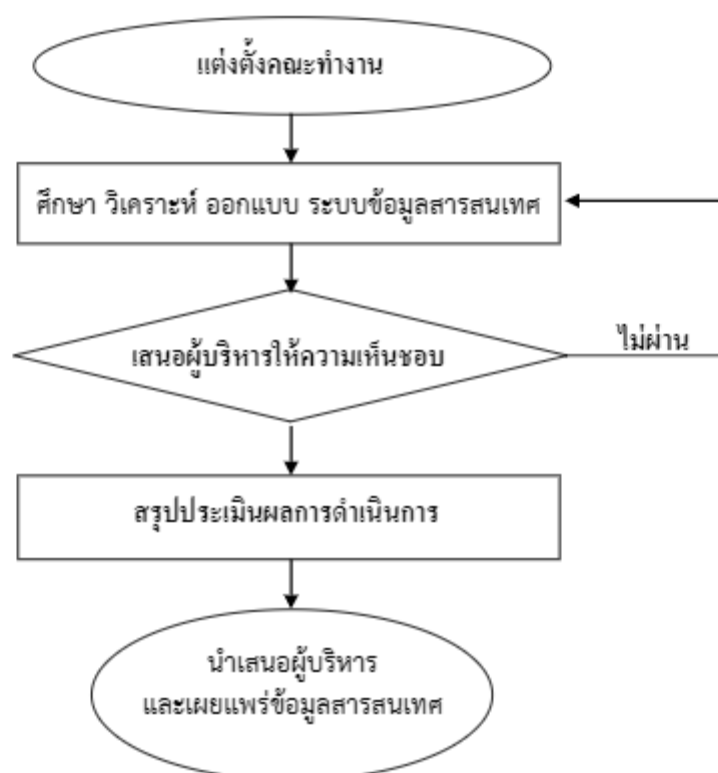 แต่งตั้งคณะทำงาน
ศึกษา วิเคราะห์ ออกแบบ ระบบข้อมูลสารสนเทศ
เสนอผู้บริหารให้ความเห็นชอบ
ไม่ผ่าน
สรุปประเมินผลการดำเนินการ
นำเสนอผู้บริหาร
และเผยแพร่ข้อมูลสารสนเทศ